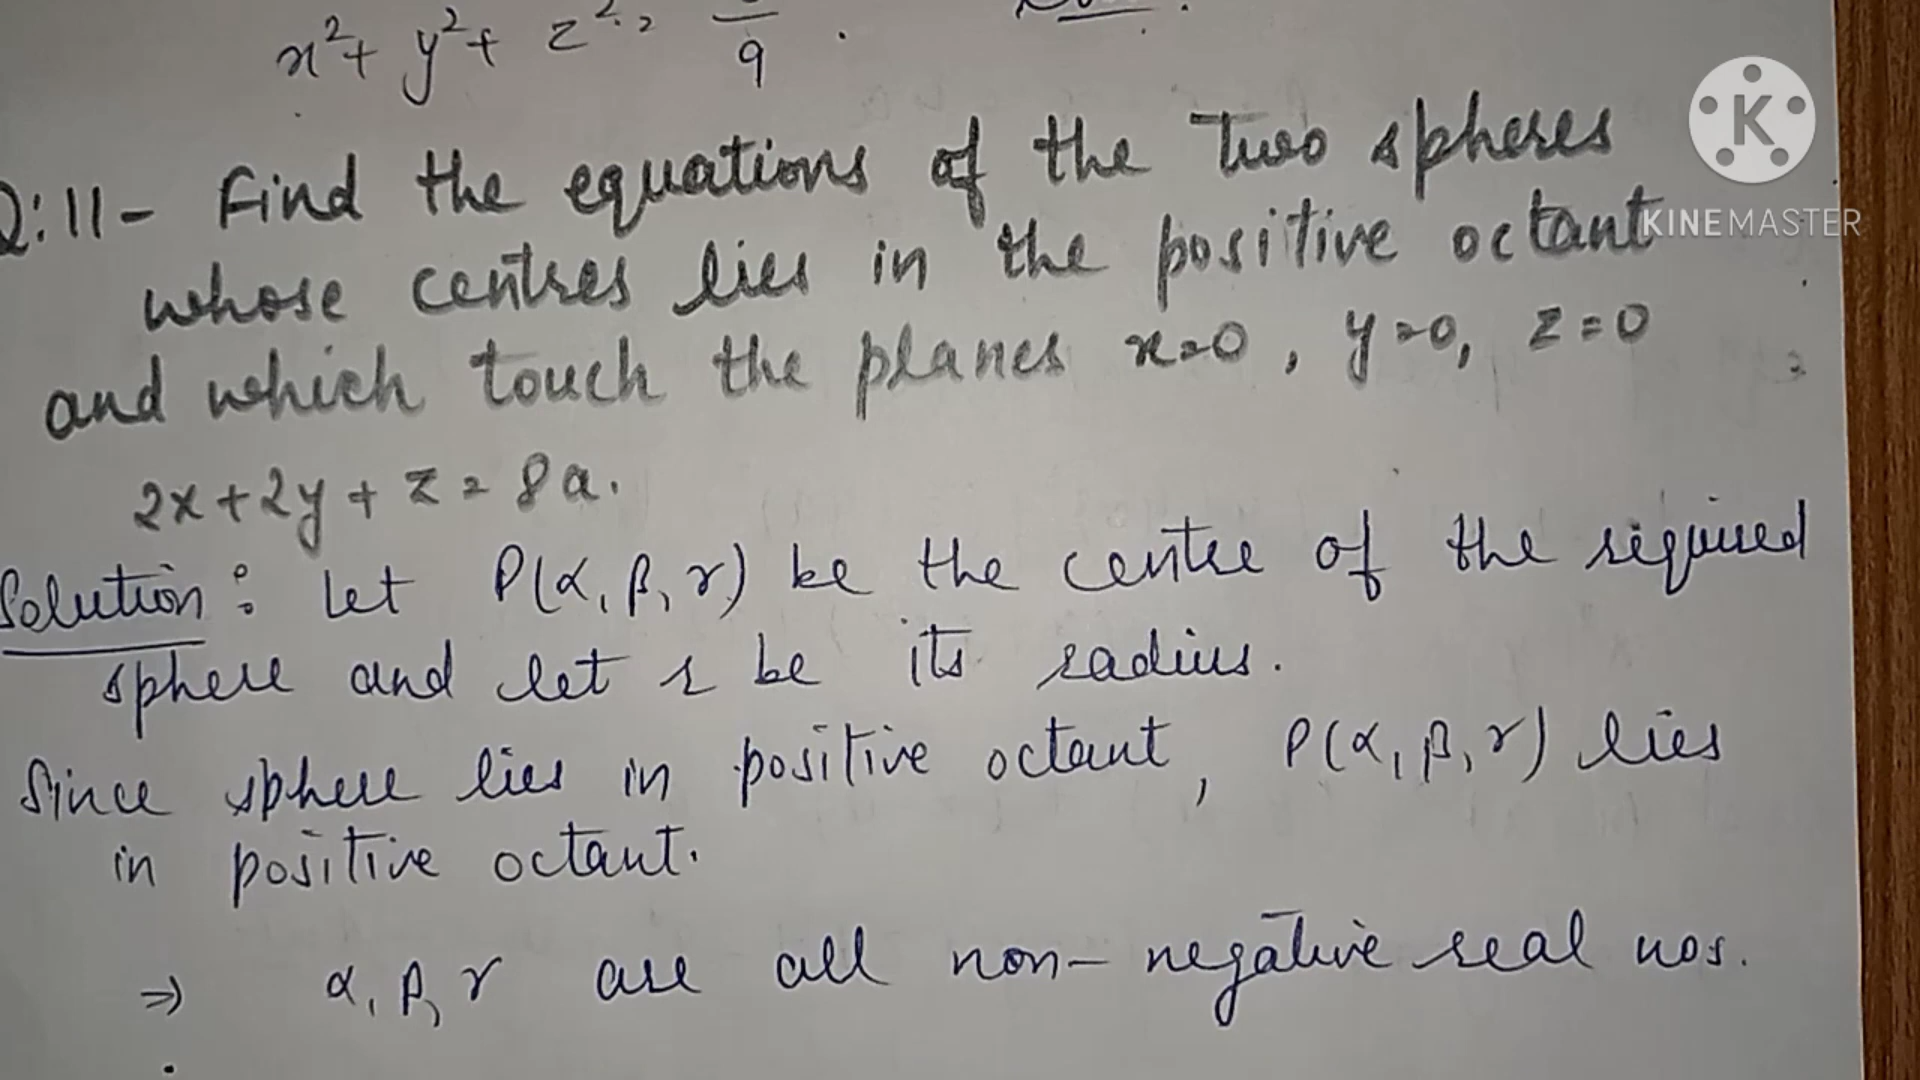 x²+ y²+ z² = /9 .
Q:11- Find the equations of the two spheres
whose centres lies in the positive octant
and which touch the planes x=0, y=0, z=0
2x+2y+z=8a.
Solution: Let P(α, β, γ) be the centre of the required
sphere and let r be its radius.
Since sphere lies in positive octant, P(α, β, γ) lies
in positive octant.
⇒ α, β, γ are all non-negative real nos.
K
KINEMASTER